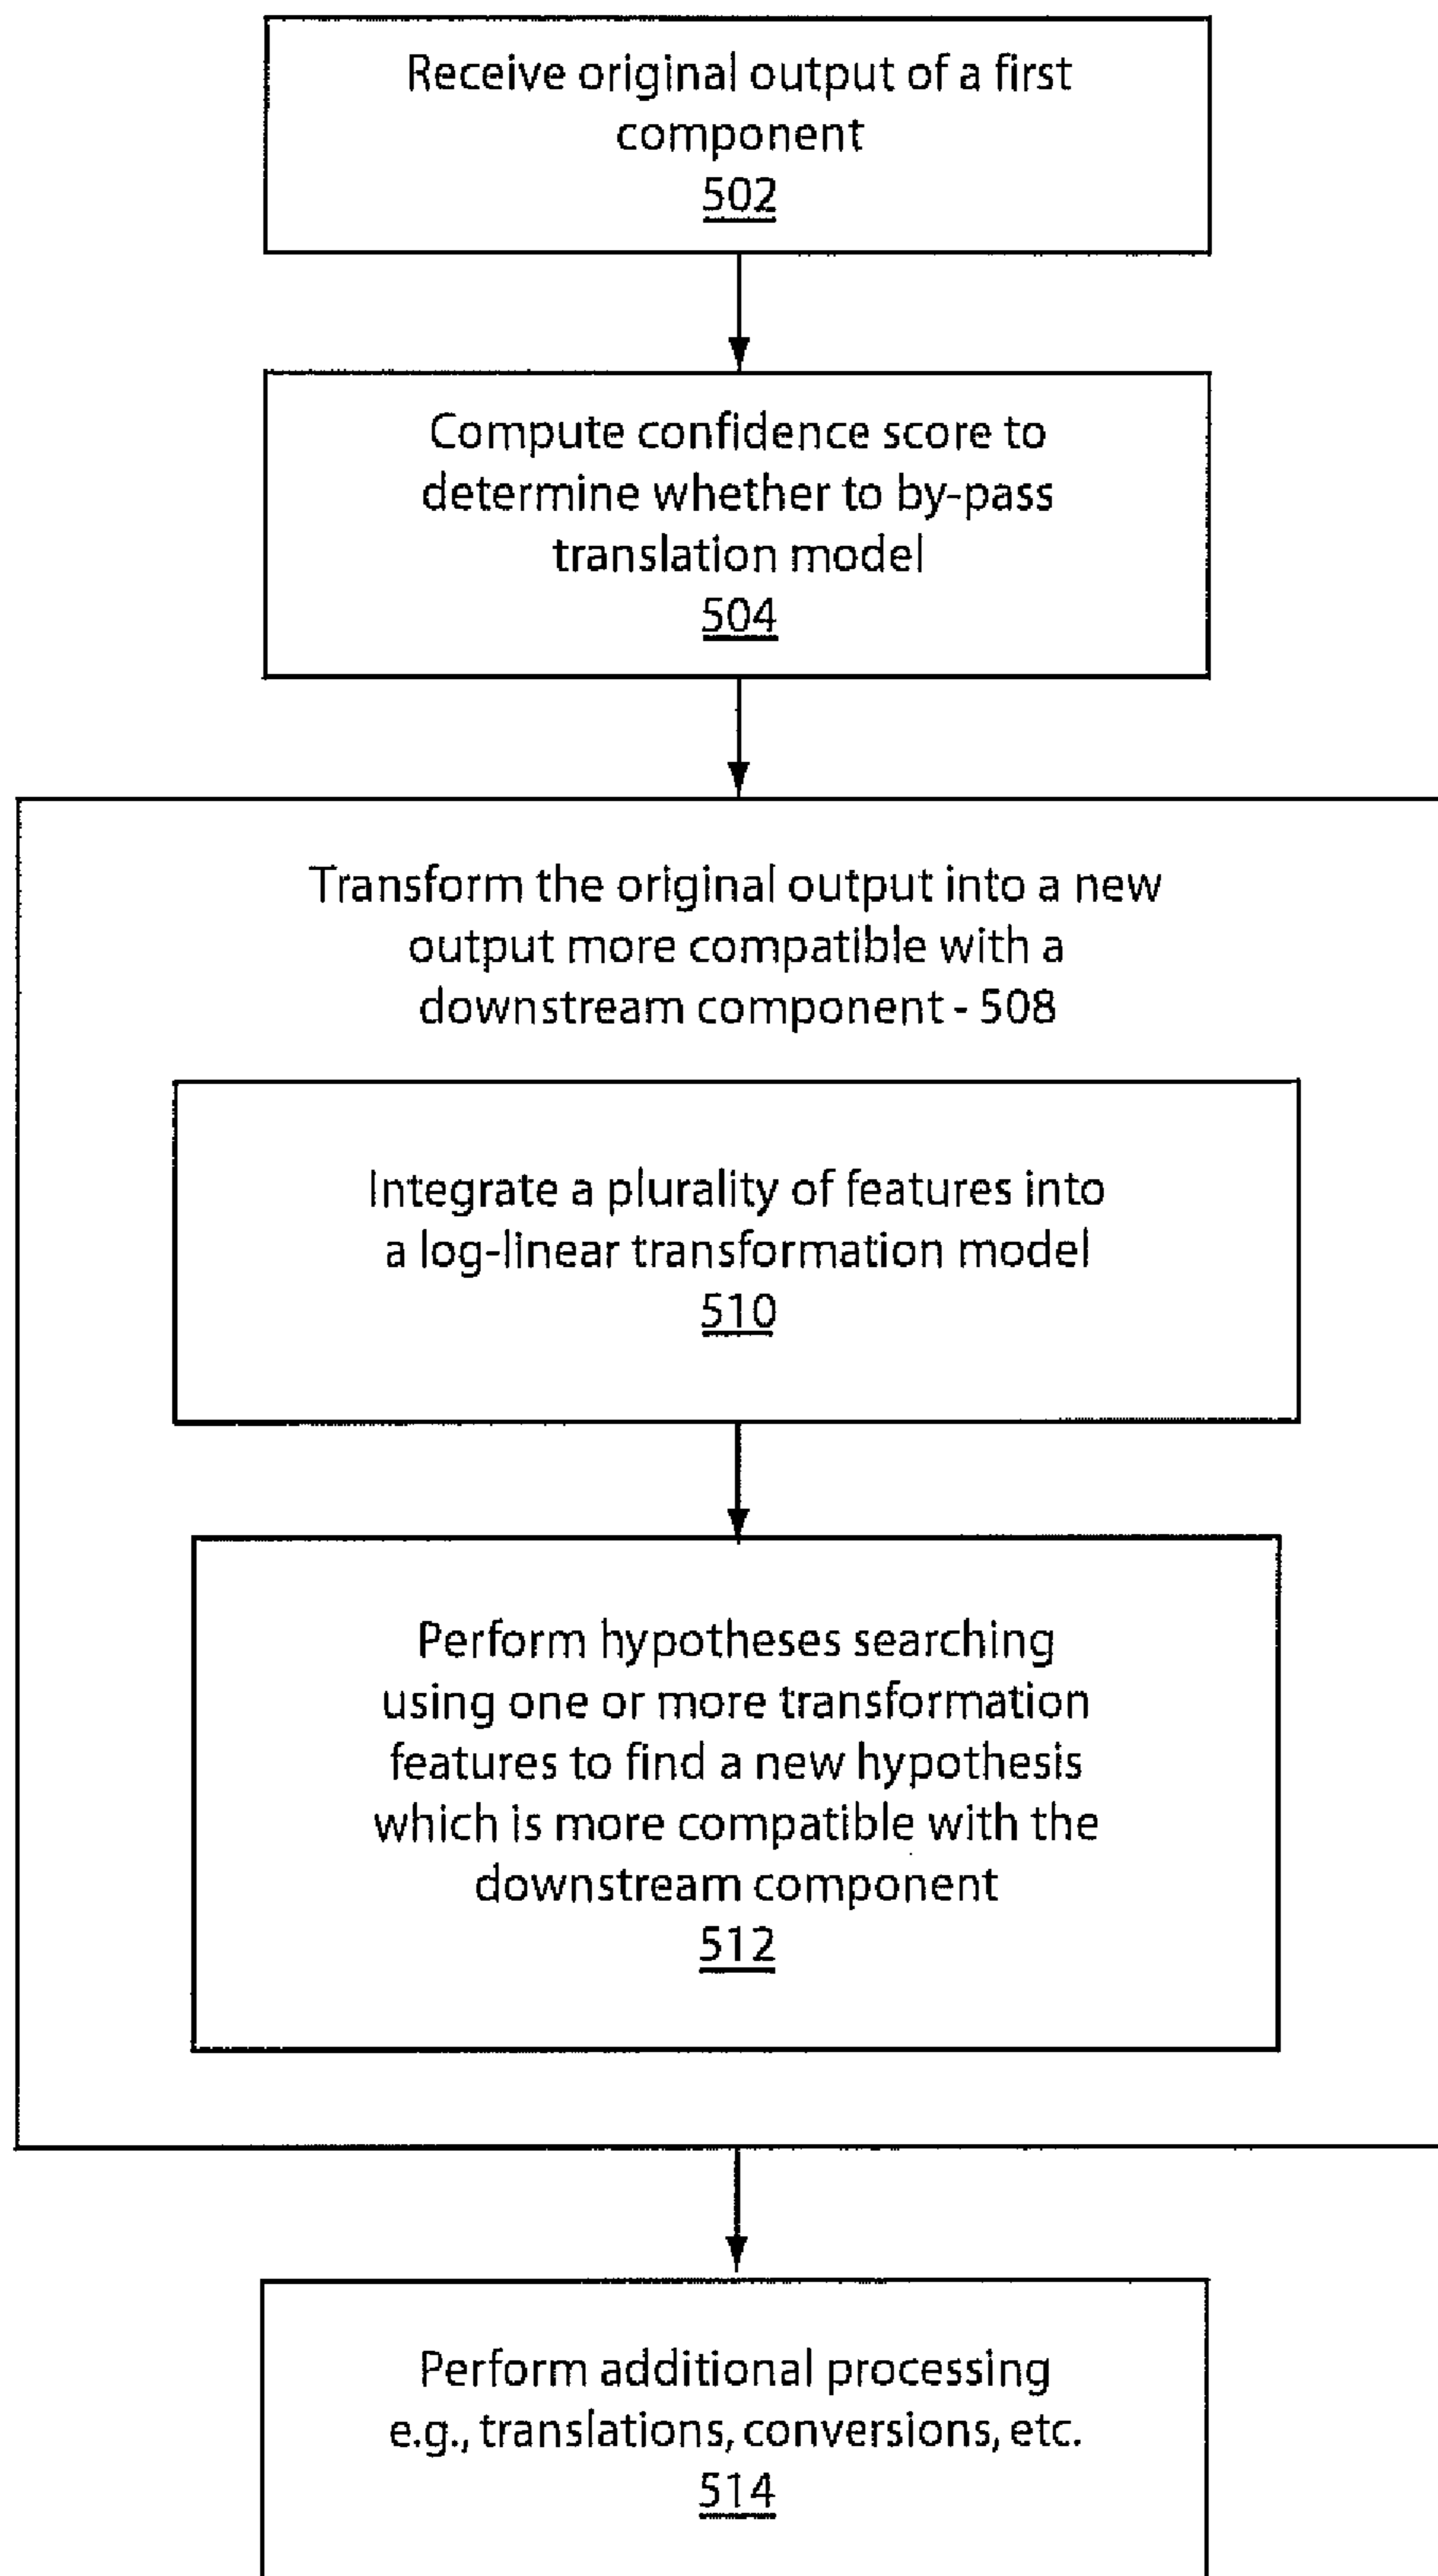 Receive original output of a first
component
502
Compute confidence score to
determine whether to by-pass
translation model
504
Transform the original output into a new
output more compatible with a
downstream component - 508
Integrate a plurality of features into
a log-linear transformation model
510
Perform hypotheses searching
using one or more transformation
features to find a new hypothesis
which is more compatible with the
downstream component
512
Perform additional processing
e.g., translations, conversions, etc.
514